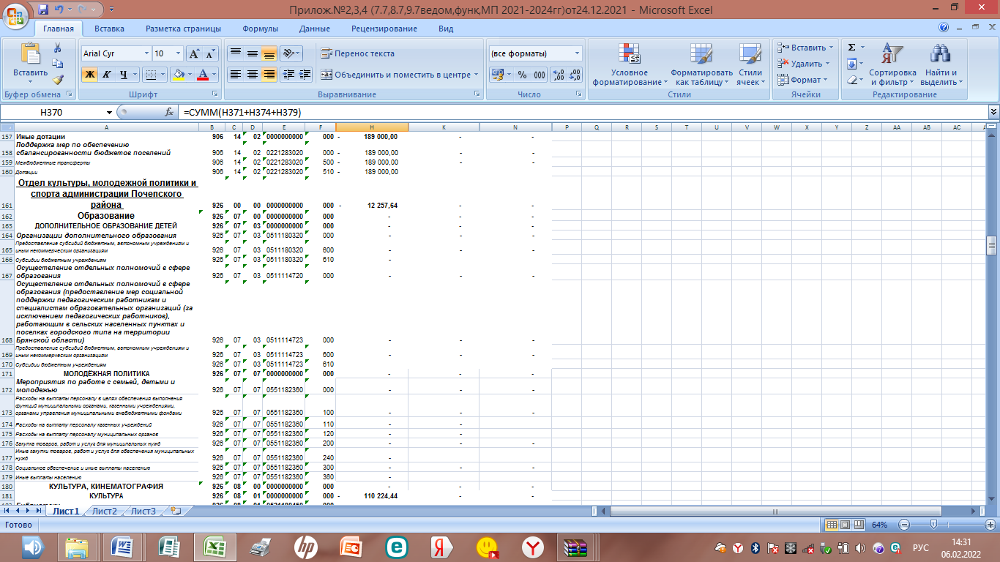 Прилож.№2,3,4 (7.7,8.7,9.7ведом,функ,МП 2021-2024гг)от24.12.2021 - Microsoft Excel
Главная Вставка Разметка страницы Формулы Данные Рецензирование Вид
Вставить
Буфер обмена
Arial Cyr 10
Ж К Ч
Шрифт
Перенос текста
Объединить и поместить в центре
Выравнивание
(все форматы)
% 000
Число
Условное форматирование
Форматировать как таблицу
Стили ячеек
Стили
Вставить
Удалить
Формат
Ячейки
Сортировка и фильтр
Найти и выделить
Редактирование
H370 fx =СУММ(H371+H374+H379)
A B C D E F H K N P Q R S T U V W X Y Z AA AB AC
157 Иные дотации 906 14 02 0000000000 000 - 189 000,00 - -
Поддержка мер по обеспечению
158 сбалансированности бюджетов поселений 906 14 02 0221283020 000 - 189 000,00 - -
159 Межбюджетные трансферты 906 14 02 0221283020 500 - 189 000,00 - -
160 Дотации 906 14 02 0221283020 510 - 189 000,00
Отдел культуры, молодежной политики и
спорта администрации Почепского
161 района 926 00 00 0000000000 000 - 12 257,64 - -
162 Образование 926 07 00 0000000000 000 - - -
163 ДОПОЛНИТЕЛЬНОЕ ОБРАЗОВАНИЕ ДЕТЕЙ 926 07 03 0000000000 000 - - -
164 Организации дополнительного образования 926 07 03 0511180320 000 - - -
Предоставление субсидий бюджетным, автономным учреждениям и
165 иным некоммерческим организациям 926 07 03 0511180320 600 - - -
166 Субсидии бюджетным учреждениям 926 07 03 0511180320 610 -
Осуществление отдельных полномочий в сфере
167 образования 926 07 03 0511114720 000 - - -
Осуществление отдельных полномочий в сфере
образования (предоставление мер социальной
поддержки педагогическим работникам и
специалистам образовательных организаций (за
исключением педагогических работников),
работающим в сельских населенных пунктах и
поселках городского типа на территории
168 Брянской области) 926 07 03 0511114723 000 - - -
Предоставление субсидий бюджетным, автономным учреждениям и
169 иным некоммерческим организациям 926 07 03 0511114723 600 - - -
170 Субсидии бюджетным учреждениям 926 07 03 0511114723 610 - - -
171 МОЛОДЁЖНАЯ ПОЛИТИКА 926 07 07 0000000000 000 - - -
Мероприятия по работе с семьей, детьми и
172 молодежью 926 07 07 0551182360 000 - - -
Расходы на выплаты персоналу в целях обеспечения выполнения
функций муниципальными органами, казенными учреждениями,
173 органами управления муниципальными внебюджетными фондами 926 07 07 0551182360 100 - - -
174 Расходы на выплату персоналу казенных учреждений 926 07 07 0551182360 110 - -
175 Расходы на выплату персоналу муниципальных органов 926 07 07 0551182360 120 - -
176 Закупка товаров, работ и услуг для муниципальных нужд 926 07 07 0551182360 200 - - -
Иные закупки товаров, работ и услуг для обеспечения муниципальных
177 нужд 926 07 07 0551182360 240 -
178 Социальное обеспечение и иные выплаты населению 926 07 07 0551182360 300 - - -
179 Иные выплаты населению 926 07 07 0551182360 360 -
180 КУЛЬТУРА, КИНЕМАТОГРАФИЯ 926 08 00 0000000000 000 - - -
181 КУЛЬТУРА 926 08 01 0000000000 000 - 110 224,44 - -
Лист1 Лист2 Лист3
Готово 64%
РУС 14:31
06.02.2022